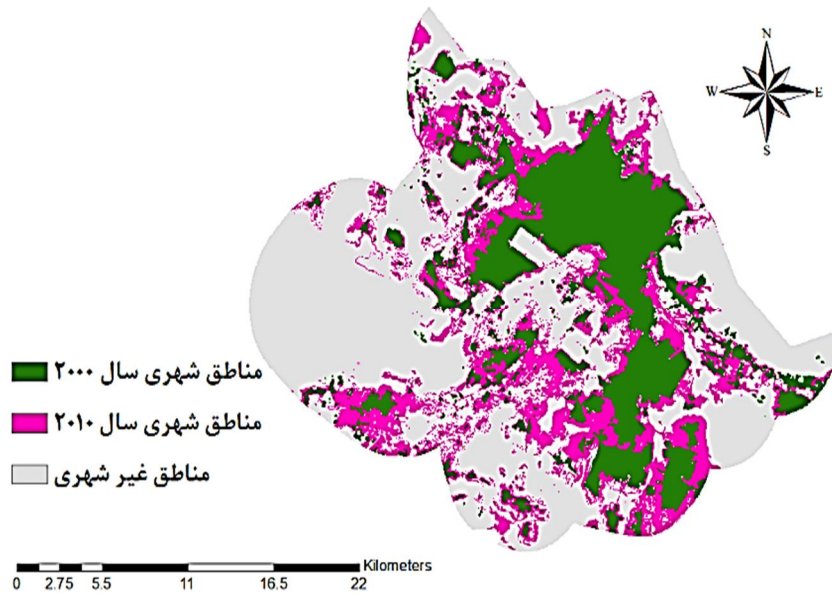 N
W E
S
مناطق شهری سال ۲۰۰۰
مناطق شهری سال ۲۰۱۰
مناطق غیر شهری
Kilometers
0 2.75 5.5 11 16.5 22